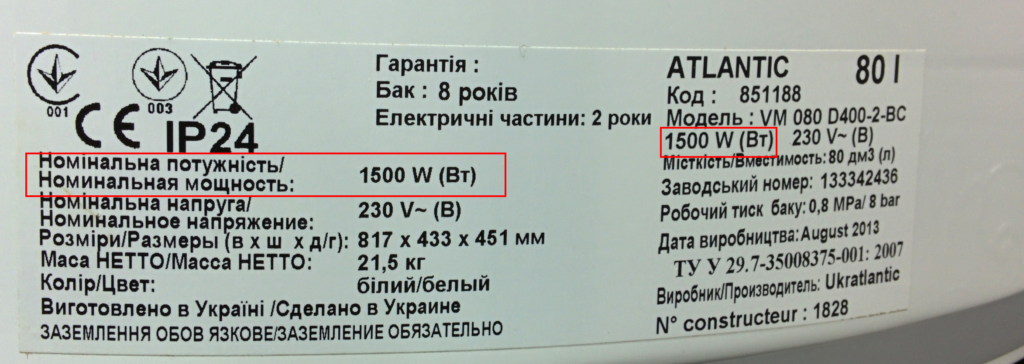 001
003
CE IP24
Гарантія :
Бак : 8 років
Електричні частини: 2 роки
Номінальна потужність/
Номинальная мощность: 1500 W (Вт)
Номінальна напруга/
Номинальное напряжение: 230 V~ (В)
Розміри/Размеры (в х ш х д/г): 817 х 433 х 451 мм
Маса НЕТТО/Масса НЕТТО: 21,5 кг
Колір/Цвет: білий/белый
Виготовлено в Україні /Сделано в Украине
ЗАЗЕМЛЕННЯ ОБОВ ЯЗКОВЕ/ЗАЗЕМЛЕНИЕ ОБЯЗАТЕЛЬНО
ATLANTIC 80 l
Код : 851188
Модель : VM 080 D400-2-BC
1500 W (Вт) 230 V~ (В)
Місткість/Вместимость: 80 дм3 (л)
Заводський номер: 133342436
Робочий тиск баку: 0,8 МРа/ 8 bar
Дата виробництва: August 2013
ТУ У 29.7-35008375-001: 2007
Виробник/Производитель: Ukratlantic
N° constructeur : 1828